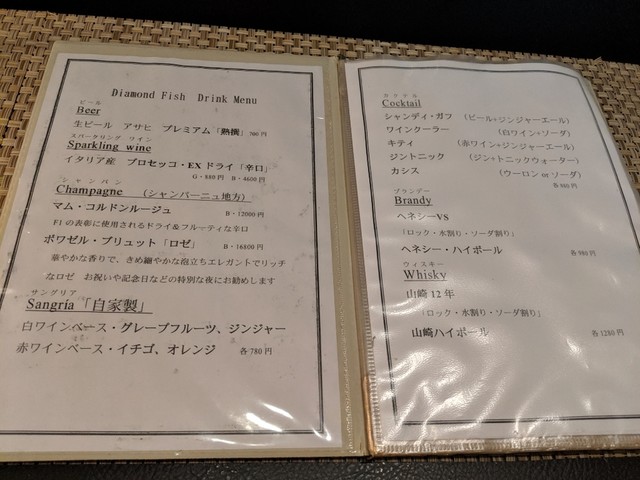 Diamond Fish Drink Menu
ビール
Beer
生ビール アサヒ プレミアム「熟撰」 700円
スパークリング ワイン
Sparkling wine
イタリア産 プロセッコ・EXドライ「辛口」
G・880円 B・4600円
シャンパン
Champagne (シャンパーニュ地方)
マム・コルドンルージュ B・12000円
F1の表彰に使用されるドライ&フルーティな辛口
ボワゼル・ブリュット「ロゼ」 B・16800円
華やかな香りで、きめ細やかな泡立ちエレガントでリッチ
なロゼ お祝いや記念日などの特別な夜にお勧めします
サングリア
Sangria「自家製」
白ワインベース・グレープフルーツ、ジンジャー
赤ワインベース・イチゴ、オレンジ 各780円
カクテル
Cocktail
シャンディ・ガフ (ビール+ジンジャーエール)
ワインクーラー (白ワイン+ソーダ)
キティ (赤ワイン+ジンジャーエール)
ジントニック (ジン+トニックウォーター)
カシス (ウーロン orソーダ)
各880円
ブランデー
Brandy
ヘネシーVS
「ロック・水割り・ソーダ割り」
ヘネシー・ハイボール 各980円
ウィスキー
Whisky
山崎12年
「ロック・水割り・ソーダ割り」
山崎ハイボール 各1280円